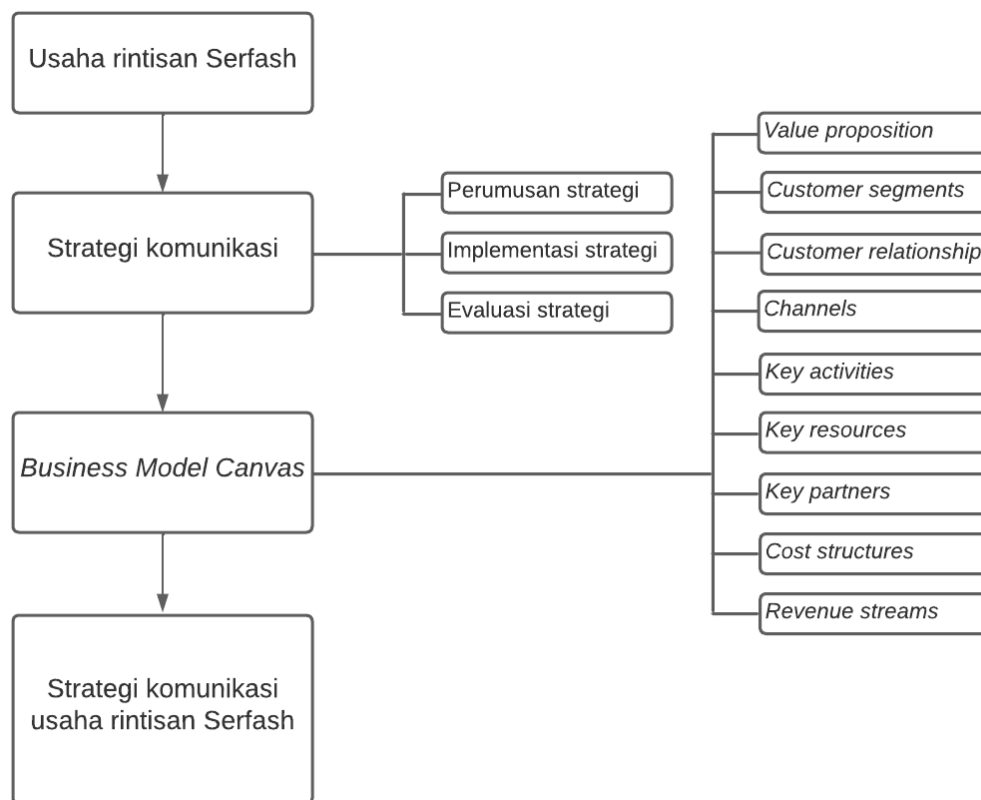 Usaha rintisan Serfash
Strategi komunikasi
Perumusan strategi
Implementasi strategi
Evaluasi strategi
Business Model Canvas
Value proposition
Customer segments
Customer relationship
Channels
Key activities
Key resources
Key partners
Cost structures
Revenue streams
Strategi komunikasi
usaha rintisan Serfash